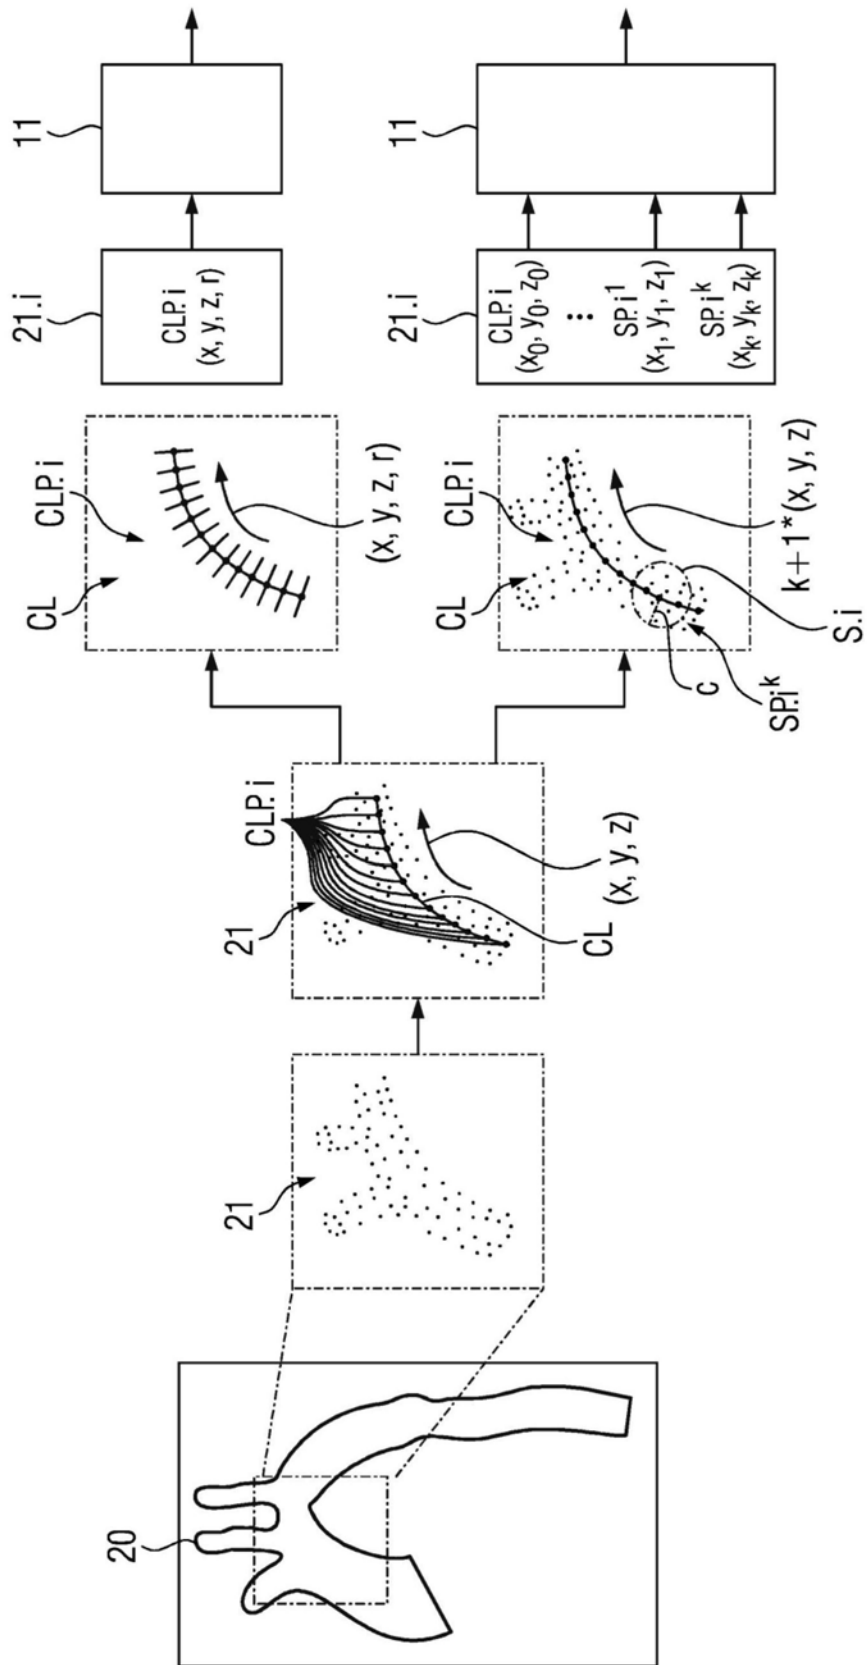 20
21
21
CLP.i
CL
(x, y, z)
CL
CLP.i
(x, y, z, r)
21.i
CLP.i
(x, y, z, r)
11
CL
CLP.i
c
SP.i^k
S.i
k+1*(x, y, z)
21.i
CLP.i
(x₀, y₀, z₀)
⋮
SP.i¹
(x₁, y₁, z₁)
SP.i^k
(xₖ, yₖ, zₖ)
11